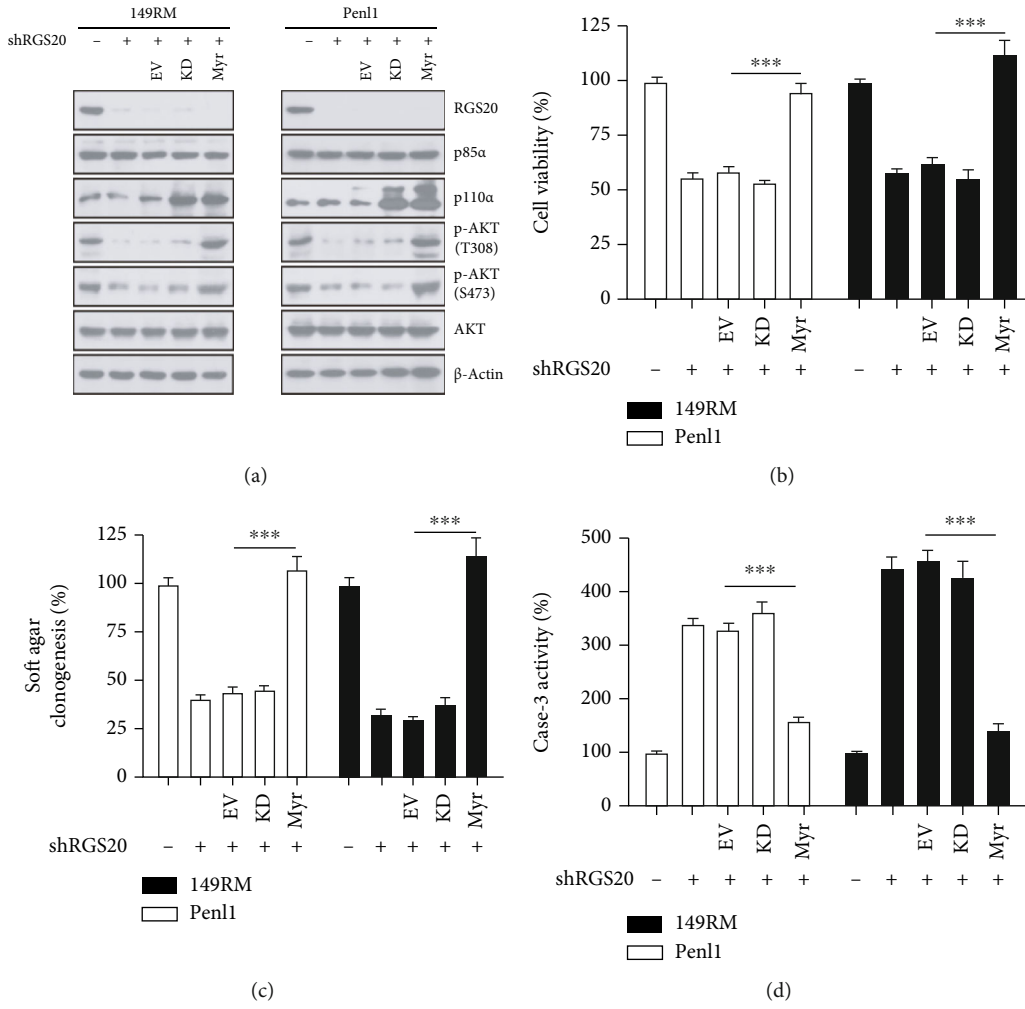 149RM
Penl1
shRGS20 – + + + + – + + + +
EV KD Myr EV KD Myr
RGS20
p85α
p110α
p-AKT
(T308)
p-AKT
(S473)
AKT
β-Actin
(a)
Cell viability (%)
125
100
75
50
25
0
***
***
EV KD Myr EV KD Myr
shRGS20 – + + + + – + + + +
149RM
Penl1
(b)
Soft agar
clonogenesis (%)
125
100
75
50
25
0
***
***
EV KD Myr EV KD Myr
shRGS20 – + + + + – + + + +
149RM
Penl1
(c)
Case-3 activity (%)
500
400
300
200
100
0
***
***
EV KD Myr EV KD Myr
shRGS20 – + + + + – + + + +
149RM
Penl1
(d)